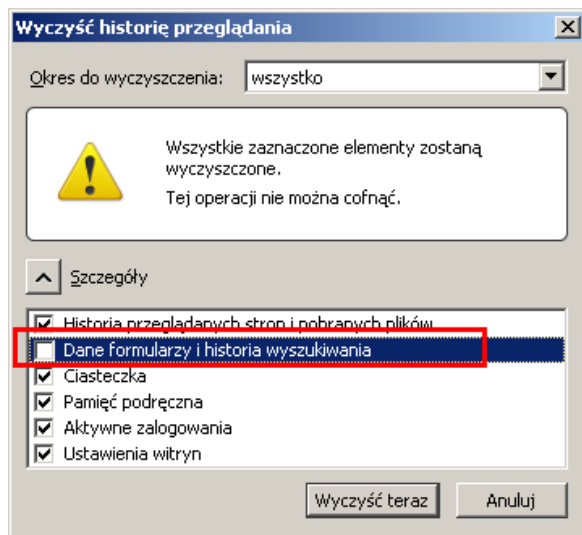 Wyczyść historię przeglądania
Okres do wyczyszczenia: wszystko
Wszystkie zaznaczone elementy zostaną
wyczyszczone.
Tej operacji nie można cofnąć.
Szczegóły
Historia przeglądanych stron i pobranych plików
Dane formularzy i historia wyszukiwania
Ciasteczka
Pamięć podręczna
Aktywne zalogowania
Ustawienia witryn
Wyczyść teraz Anuluj